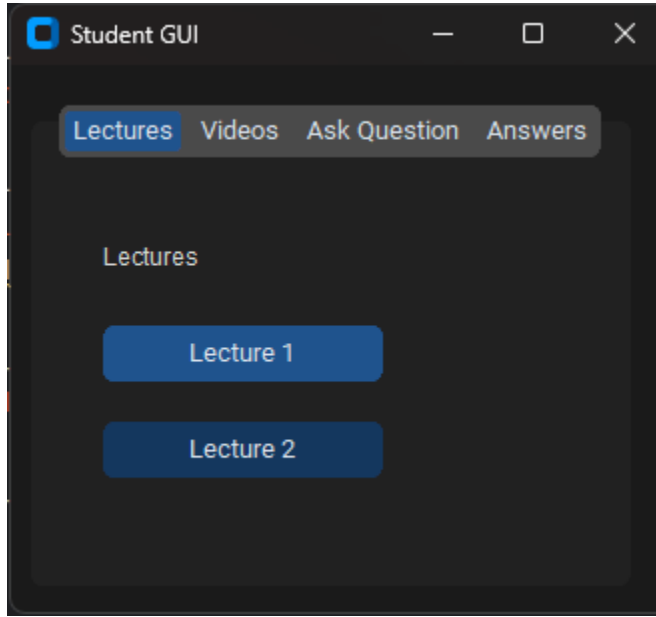 Student GUI
Lectures Videos Ask Question Answers
Lectures
Lecture 1
Lecture 2